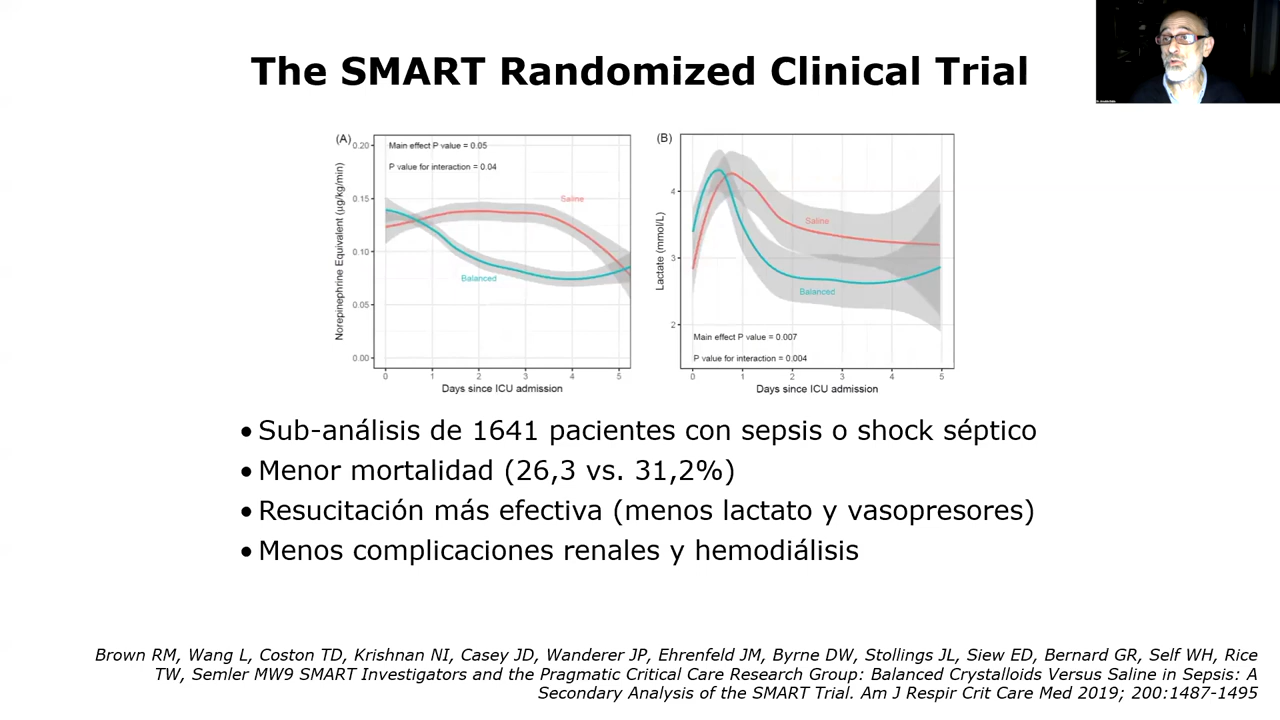 The SMART Randomized Clinical Trial
(A)
Main effect P value = 0.05
P value for interaction = 0.04
Saline
Balanced
Norepinephrine Equivalent (µg/kg/min)
0.20
0.15
0.10
0.05
0.00
0 1 2 3 4 5
Days since ICU admission
(B)
Saline
Balanced
Main effect P value = 0.007
P value for interaction = 0.004
Lactate (mmol/L)
4
3
2
0 1 2 3 4 5
Days since ICU admission
• Sub-análisis de 1641 pacientes con sepsis o shock séptico
• Menor mortalidad (26,3 vs. 31,2%)
• Resucitación más efectiva (menos lactato y vasopresores)
• Menos complicaciones renales y hemodiálisis
Brown RM, Wang L, Coston TD, Krishnan NI, Casey JD, Wanderer JP, Ehrenfeld JM, Byrne DW, Stollings JL, Siew ED, Bernard GR, Self WH, Rice
TW, Semler MW9 SMART Investigators and the Pragmatic Critical Care Research Group: Balanced Crystalloids Versus Saline in Sepsis: A
Secondary Analysis of the SMART Trial. Am J Respir Crit Care Med 2019; 200:1487-1495